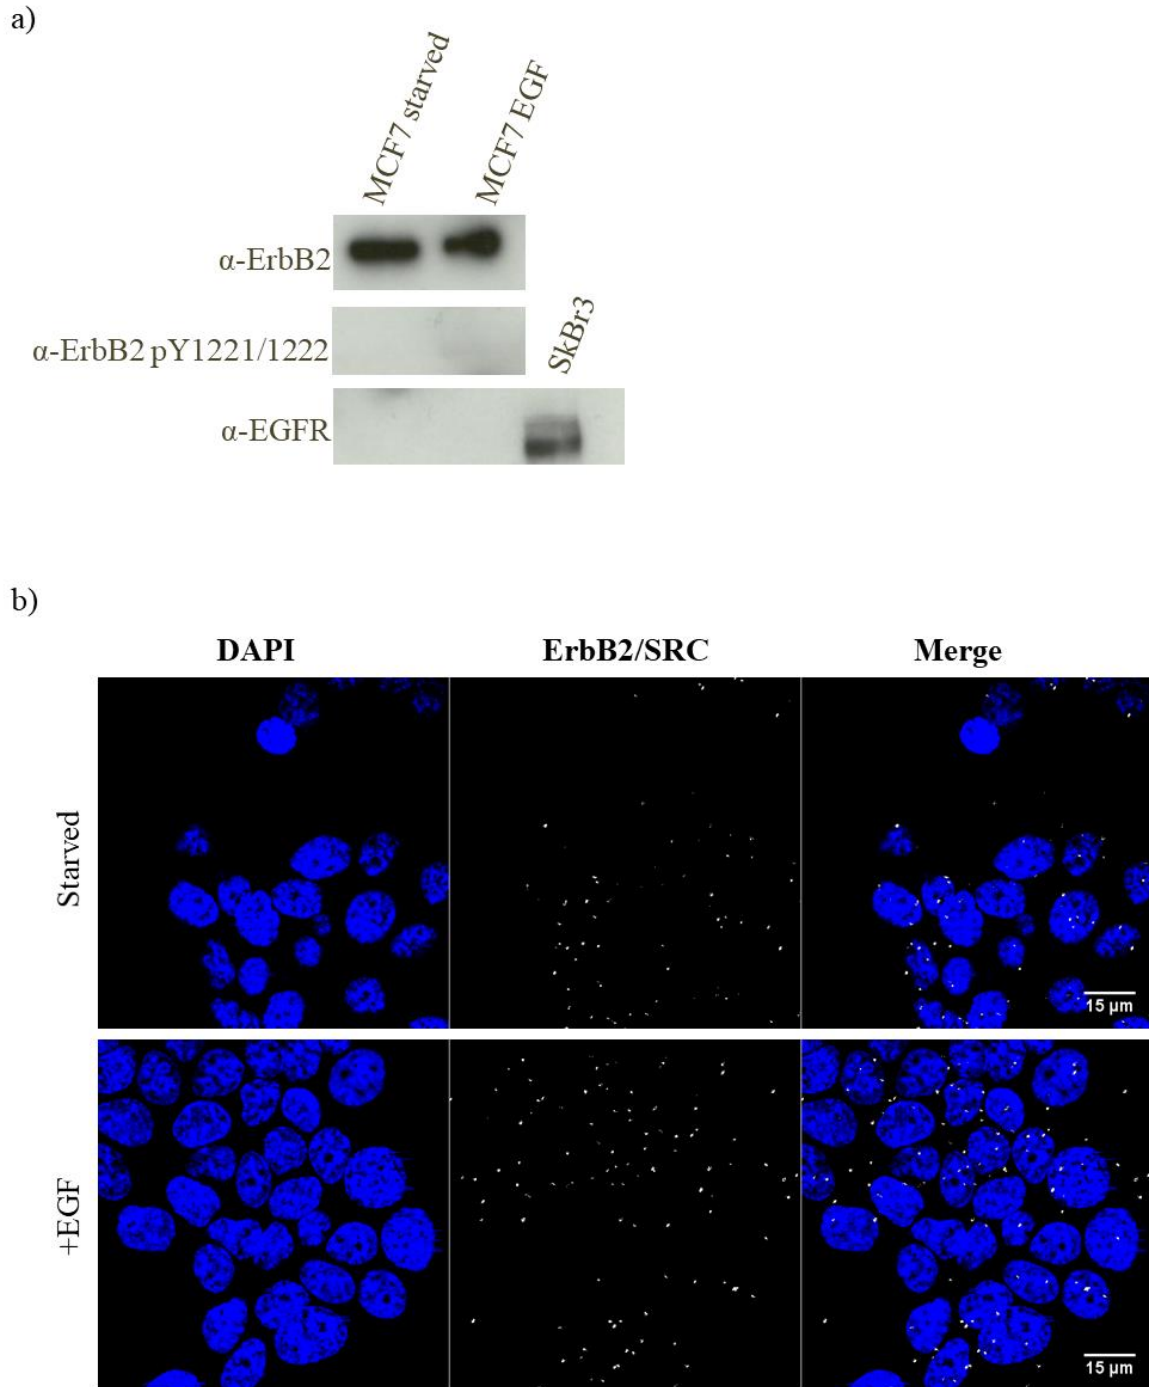 a)
MCF7 starved
MCF7 EGF
α-ErbB2
α-ErbB2 pY1221/1222
SkBr3
α-EGFR
b)
DAPI
ErbB2/SRC
Merge
Starved
15 µm
+EGF
15 µm